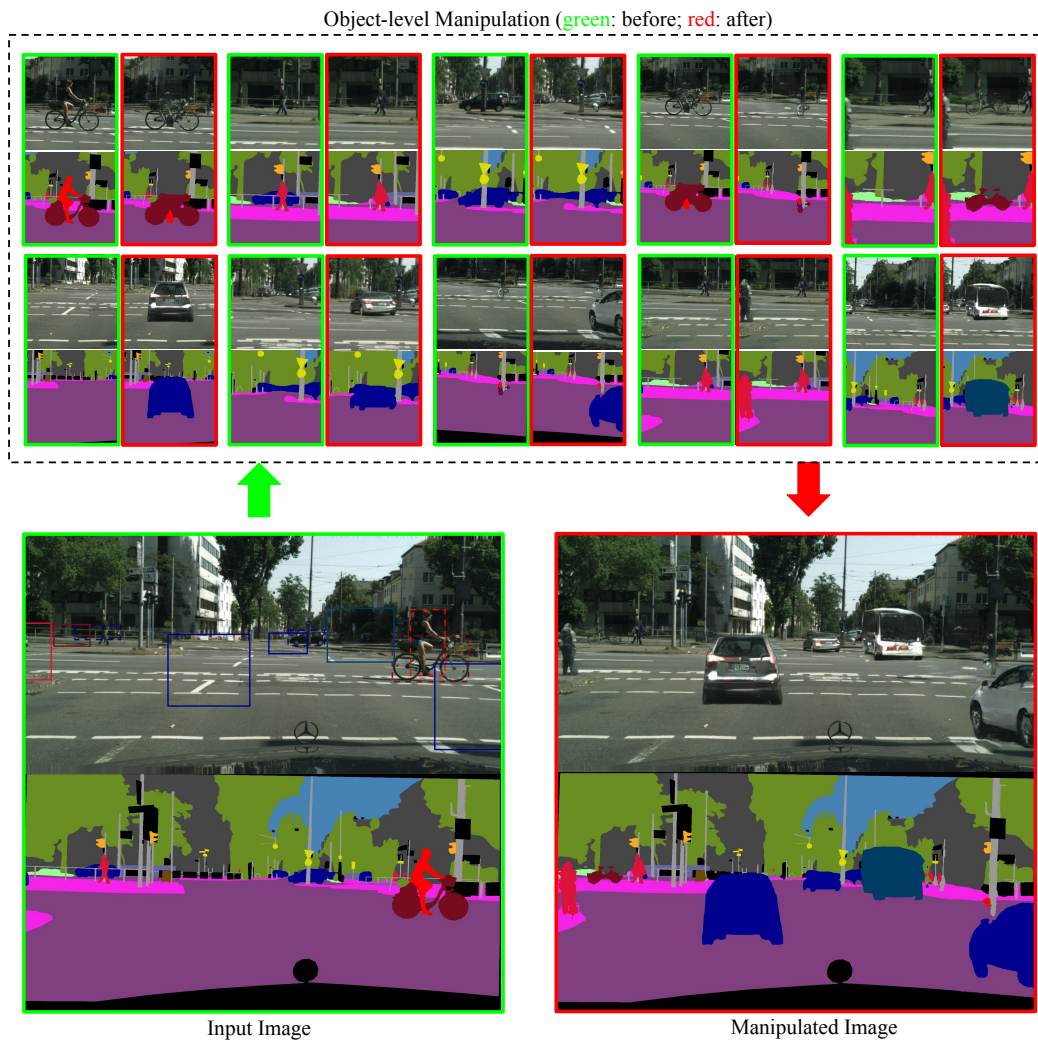 Object-level Manipulation (green: before; red: after)
Input Image
Manipulated Image